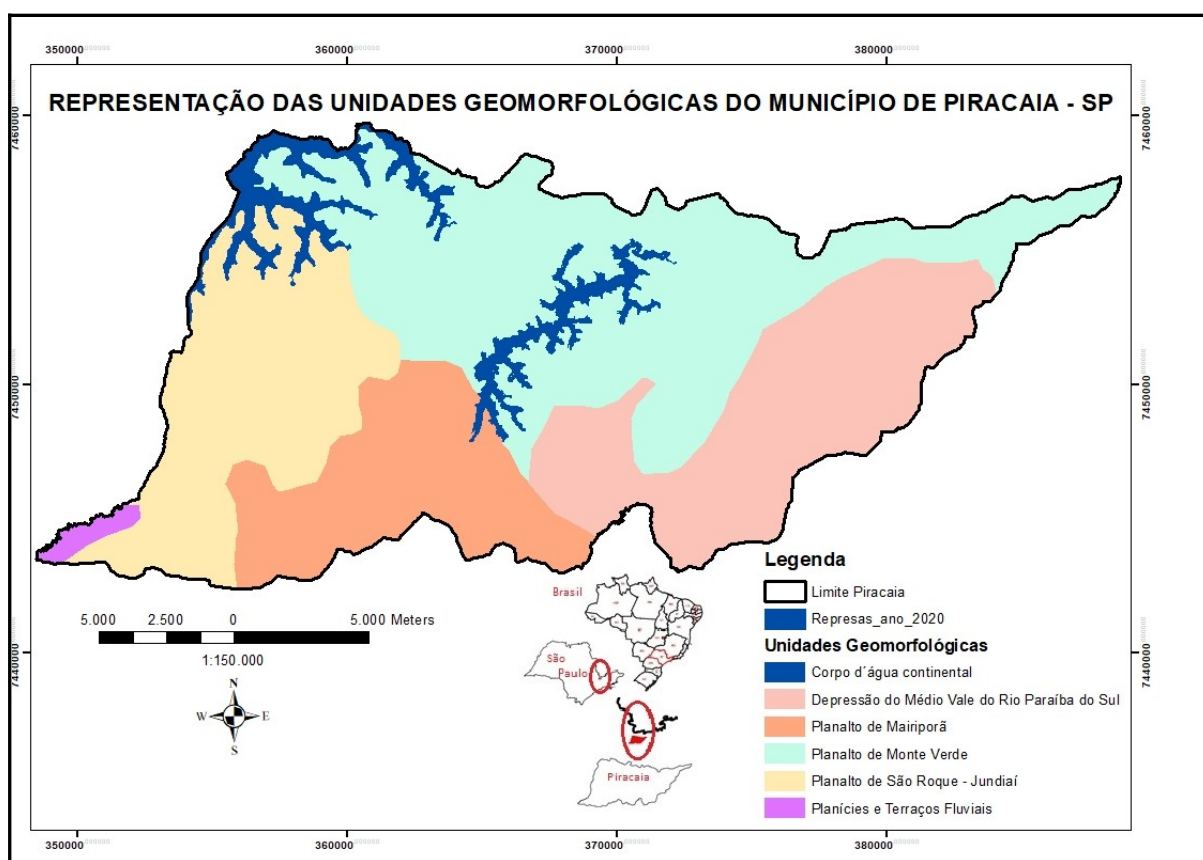 350000 360000 370000 380000
REPRESENTAÇÃO DAS UNIDADES GEOMORFOLÓGICAS DO MUNICÍPIO DE PIRACAIA - SP
7460000 7460000
7450000 7450000
7440000 7440000
5.000 2.500 0 5.000 Meters
1:150.000
N
W E
S
Brasil
São
Paulo
Piracaia
Legenda
Limite Piracaia
Represas_ano_2020
Unidades Geomorfológicas
Corpo d´água continental
Depressão do Médio Vale do Rio Paraíba do Sul
Planalto de Mairiporã
Planalto de Monte Verde
Planalto de São Roque - Jundiaí
Planícies e Terraços Fluviais
350000 360000 370000 380000